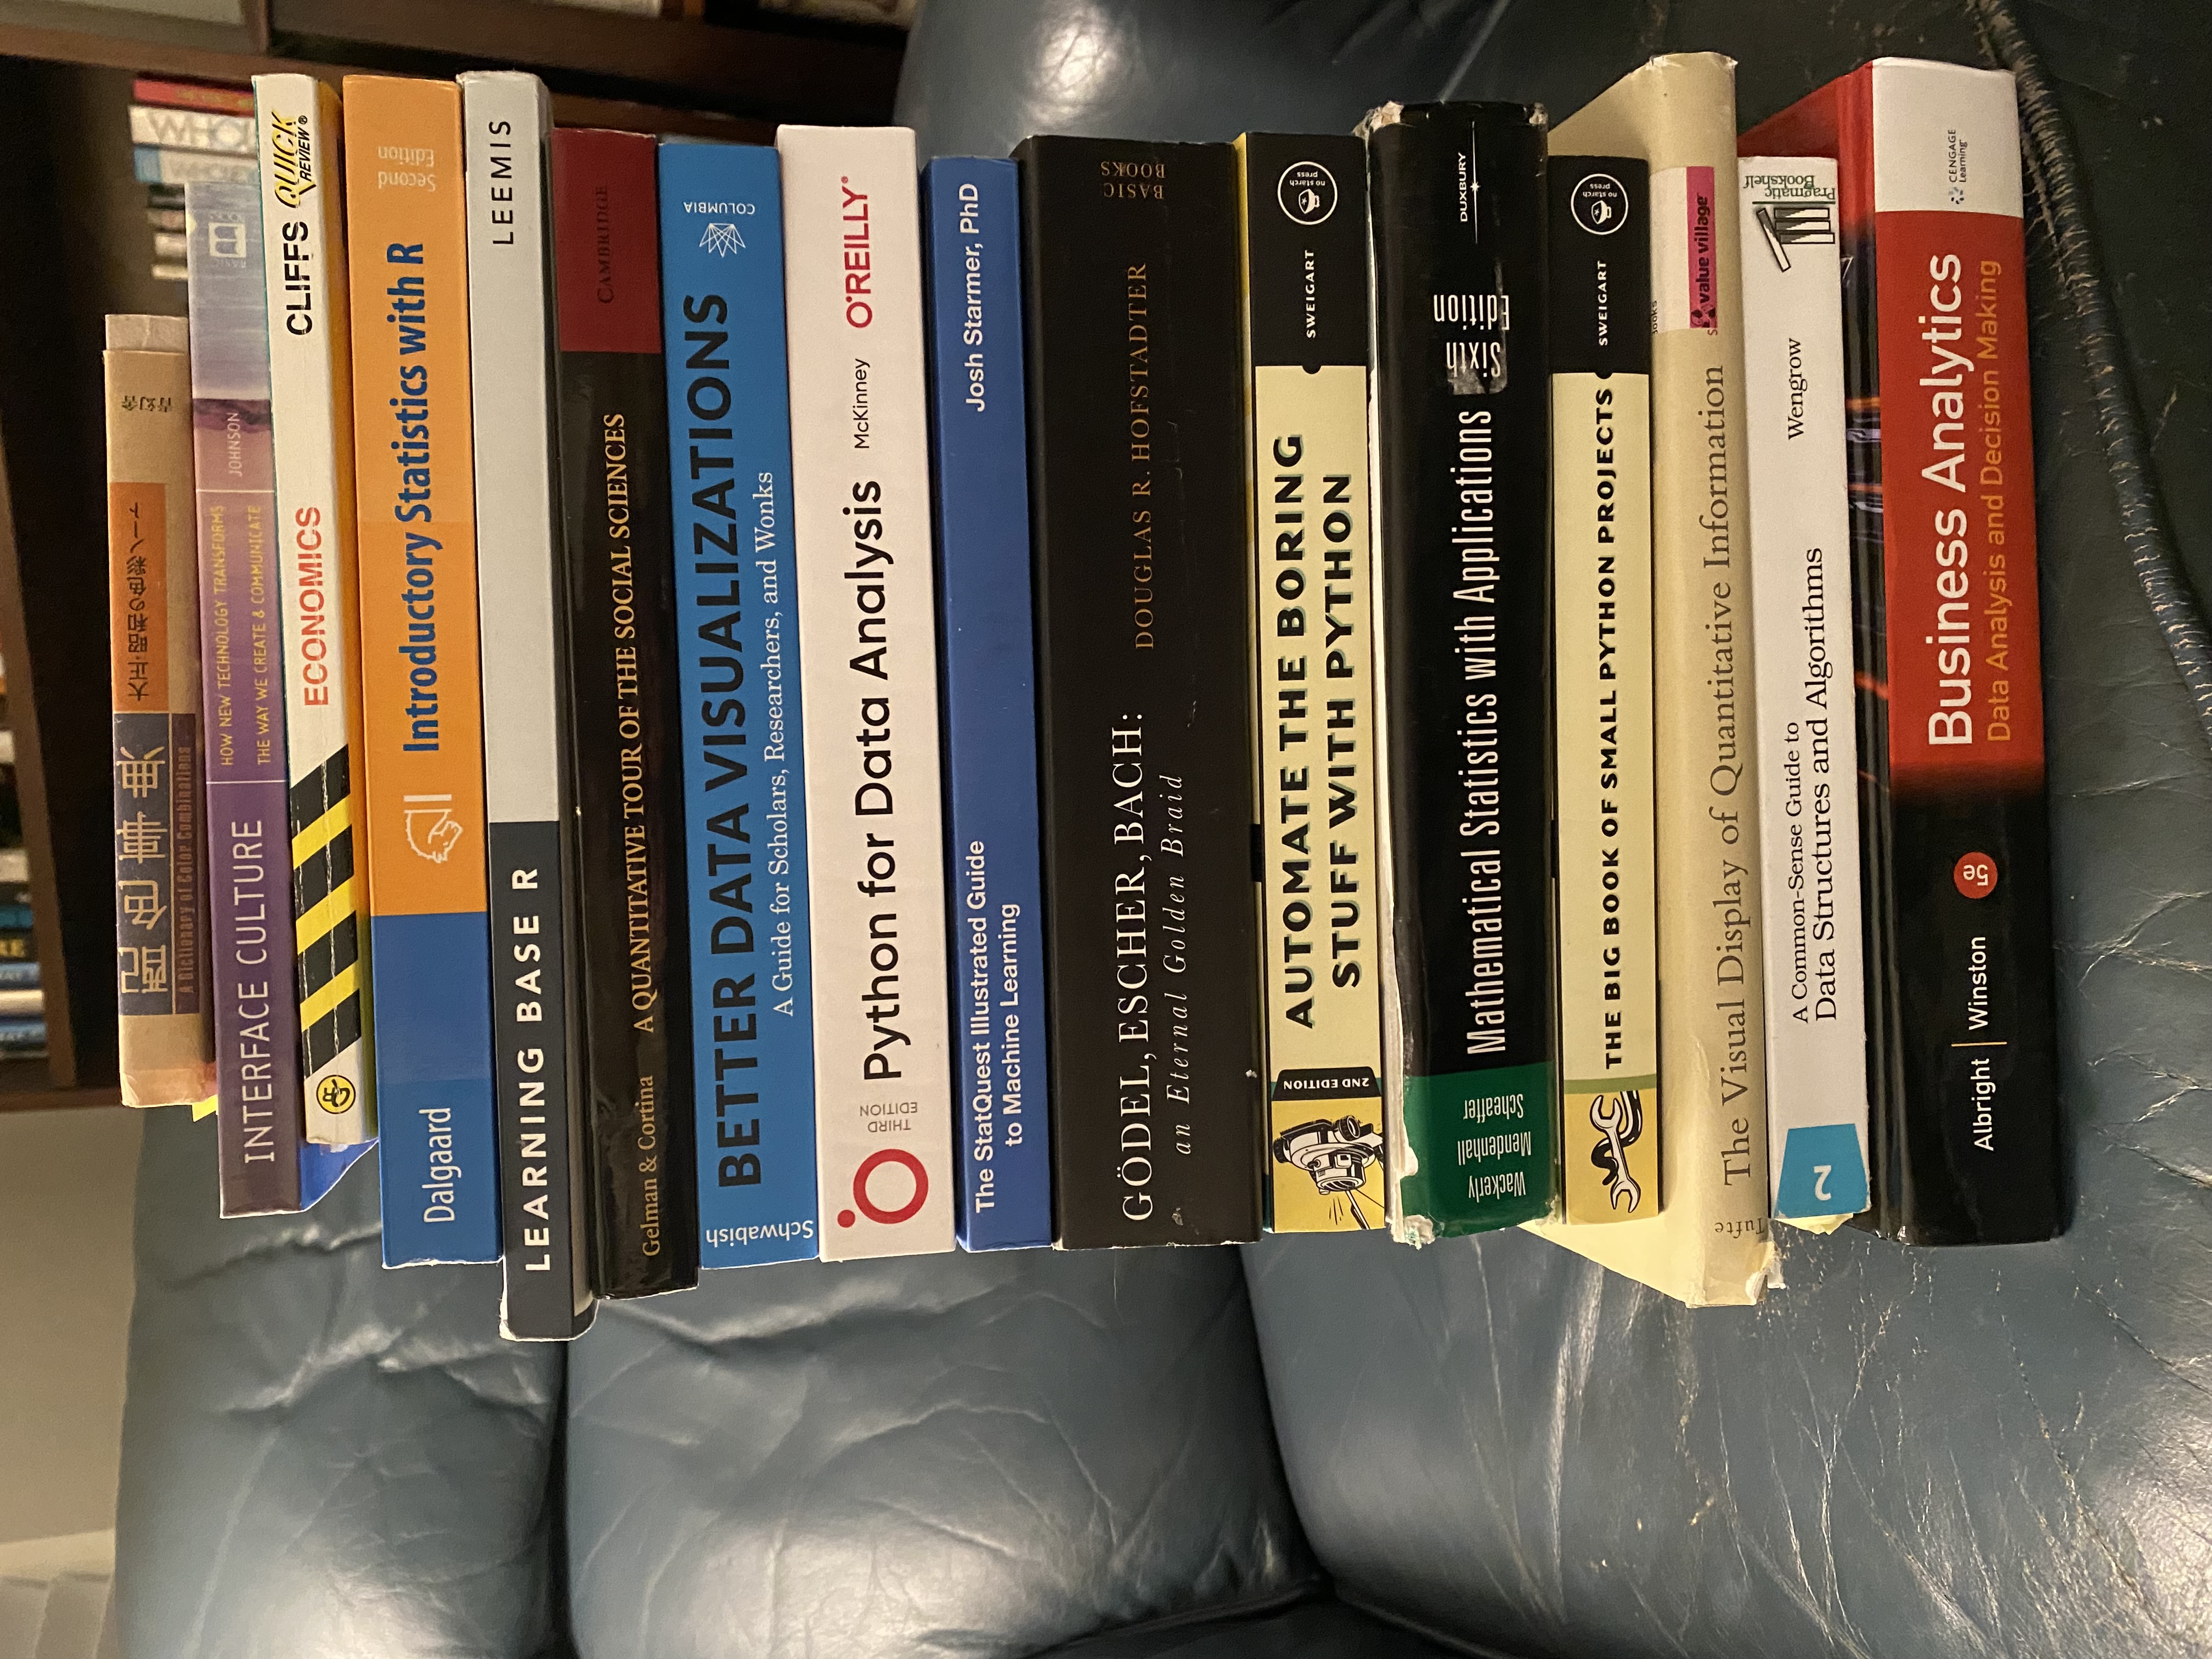 配色事典
大正・昭和の色彩ノート
青幻舎
A Dictionary of Color Combinations
INTERFACE CULTURE
HOW NEW TECHNOLOGY TRANSFORMS
THE WAY WE CREATE & COMMUNICATE
JOHNSON
BASIC
BOOKS
QR
ECONOMICS
CLIFFS
QUICK
REVIEW®
Dalgaard
Introductory Statistics with R
Second
Edition
LEARNING BASE R
LEEMIS
Gelman & Cortina
A QUANTITATIVE TOUR OF THE SOCIAL SCIENCES
CAMBRIDGE
Schwabish
BETTER DATA VISUALIZATIONS
A Guide for Scholars, Researchers, and Wonks
COLUMBIA
THIRD
EDITION
Python for Data Analysis
McKinney
O'REILLY®
The StatQuest Illustrated Guide
to Machine Learning
Josh Starmer, PhD
GÖDEL, ESCHER, BACH:
an Eternal Golden Braid
DOUGLAS R. HOFSTADTER
BASIC
BOOKS
2ND EDITION
AUTOMATE THE BORING
STUFF WITH PYTHON
SWEIGART
no starch
press
Wackerly
Mendenhall
Scheaffer
Mathematical Statistics with Applications
Sixth
Edition
DUXBURY
THE BIG BOOK OF SMALL PYTHON PROJECTS
SWEIGART
no starch
press
Tufte
The Visual Display of Quantitative Information
value village
2
A Common-Sense Guide to
Data Structures and Algorithms
Wengrow
Pragmatic
Bookshelf
Albright | Winston
5e
Business Analytics
Data Analysis and Decision Making
CENGAGE
Learning